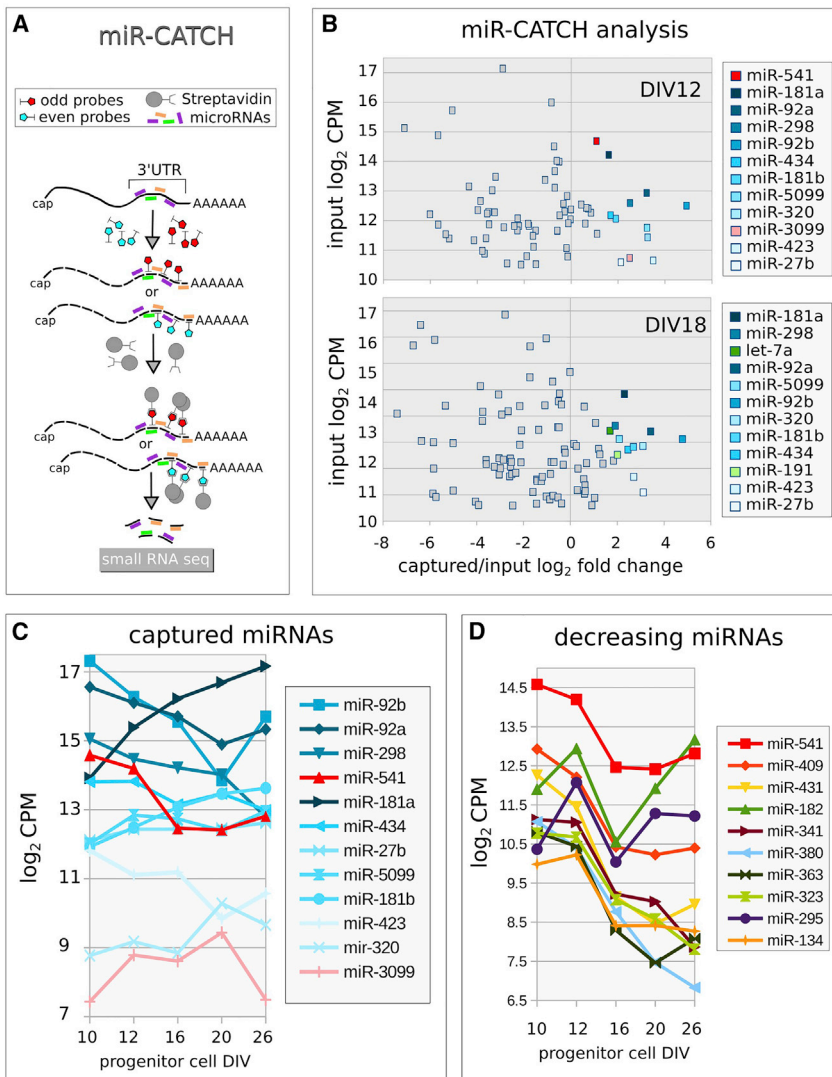 A
miR-CATCH
odd probes
even probes
Streptavidin
microRNAs
3'UTR
cap
AAAAAA
cap
AAAAAA
or
cap
AAAAAA
cap
AAAAAA
or
cap
AAAAAA
small RNA seq
B
miR-CATCH analysis
DIV12
input log2 CPM
17
16
15
14
13
12
11
10
miR-541
miR-181a
miR-92a
miR-298
miR-92b
miR-434
miR-181b
miR-5099
miR-320
miR-3099
miR-423
miR-27b
DIV18
input log2 CPM
17
16
15
14
13
12
11
10
-8
-6
-4
-2
0
2
4
6
captured/input log2 fold change
miR-181a
miR-298
let-7a
miR-92a
miR-5099
miR-92b
miR-320
miR-181b
miR-434
miR-191
miR-423
miR-27b
C
captured miRNAs
log2 CPM
17
15
13
11
9
7
10
12
16
20
26
progenitor cell DIV
miR-92b
miR-92a
miR-298
miR-541
miR-181a
miR-434
miR-27b
miR-5099
miR-181b
miR-423
mir-320
miR-3099
D
decreasing miRNAs
log2 CPM
14.5
13.5
12.5
11.5
10.5
9.5
8.5
7.5
6.5
10
12
16
20
26
progenitor cell DIV
miR-541
miR-409
miR-431
miR-182
miR-341
miR-380
miR-363
miR-323
miR-295
miR-134